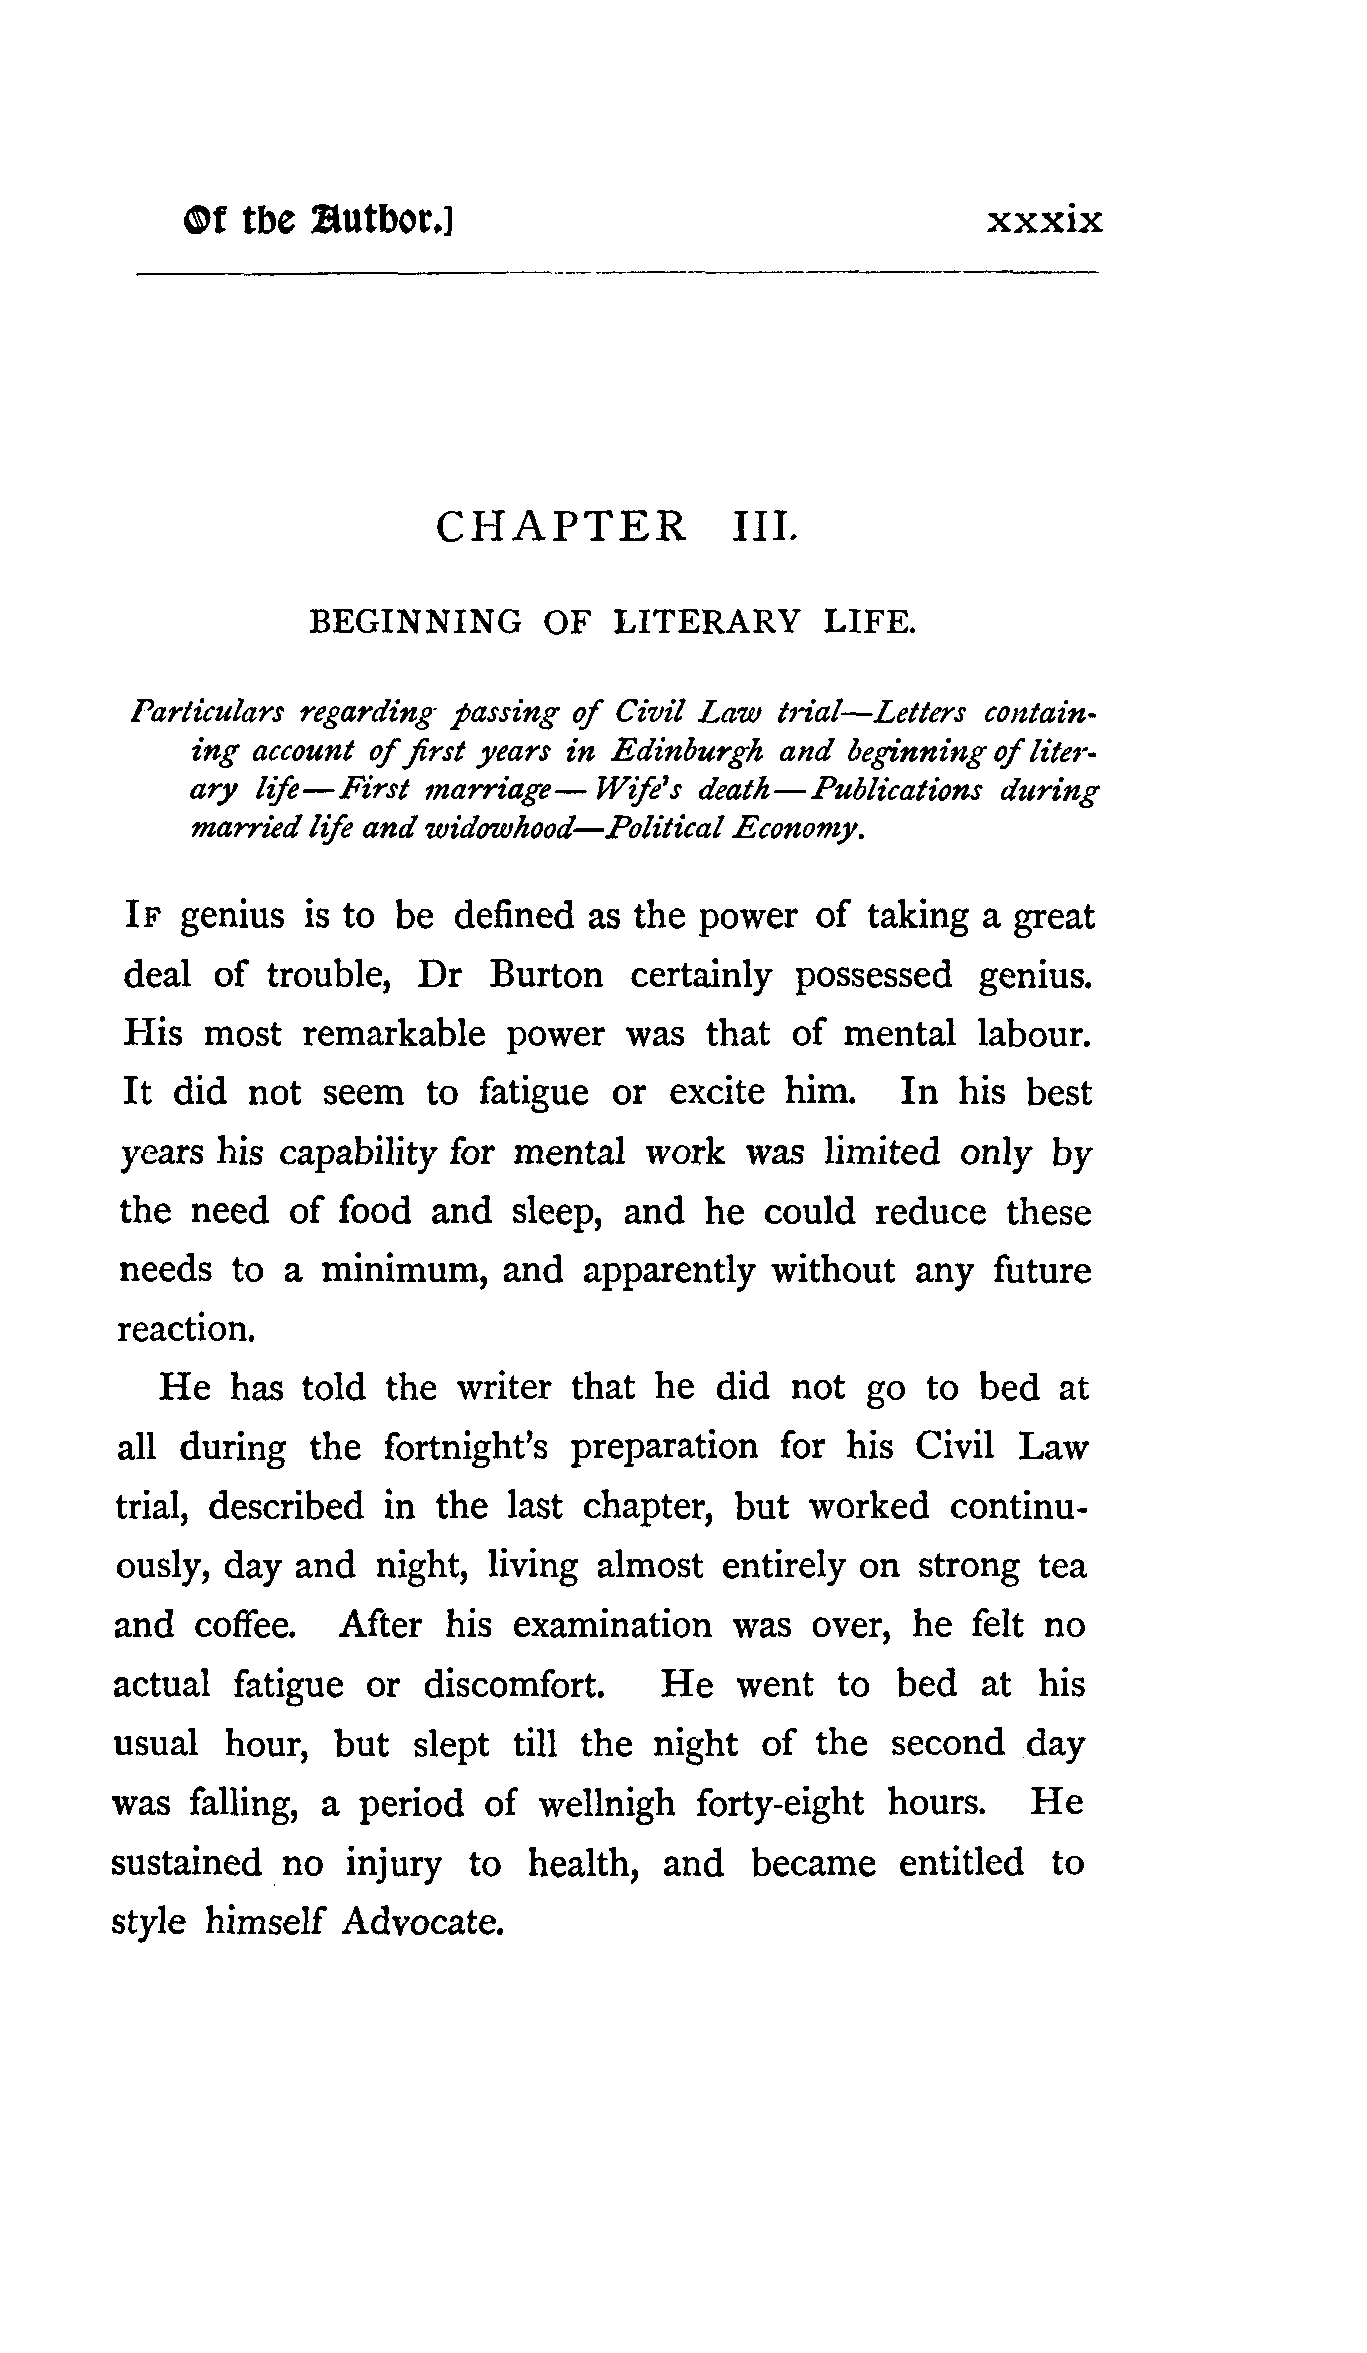 Of the Author.] xxxix
CHAPTER III.
BEGINNING OF LITERARY LIFE.
Particulars regarding passing of Civil Law trial—Letters contain-
ing account of first years in Edinburgh and beginning of liter-
ary life—First marriage—Wife's death—Publications during
married life and widowhood—Political Economy.
IF genius is to be defined as the power of taking a great
deal of trouble, Dr Burton certainly possessed genius.
His most remarkable power was that of mental labour.
It did not seem to fatigue or excite him. In his best
years his capability for mental work was limited only by
the need of food and sleep, and he could reduce these
needs to a minimum, and apparently without any future
reaction.
He has told the writer that he did not go to bed at
all during the fortnight's preparation for his Civil Law
trial, described in the last chapter, but worked continu-
ously, day and night, living almost entirely on strong tea
and coffee. After his examination was over, he felt no
actual fatigue or discomfort. He went to bed at his
usual hour, but slept till the night of the second day
was falling, a period of wellnigh forty-eight hours. He
sustained no injury to health, and became entitled to
style himself Advocate.